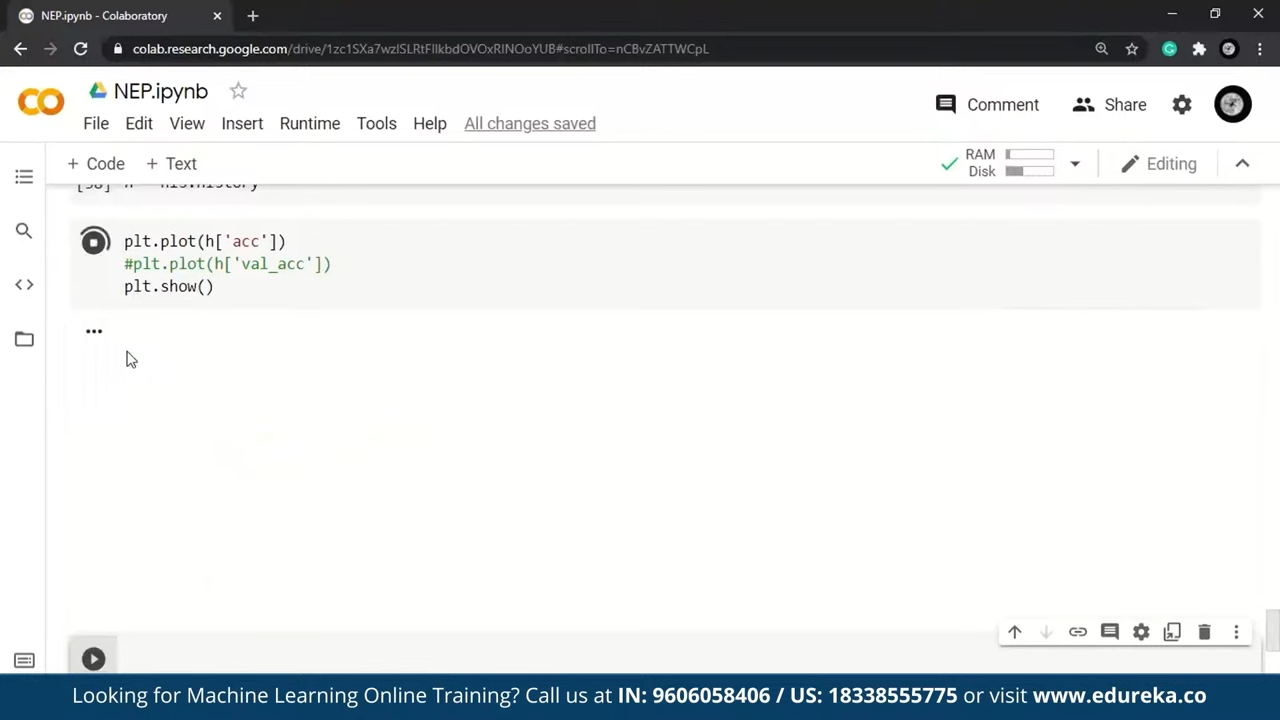 NEP.ipynb - Colaboratory
colab.research.google.com/drive/1zc1SXa7wzlSLRtFIlkbdOVOxRINOoYUB#scrollTo=nCBvZATTWCpL
NEP.ipynb
Comment
Share
File Edit View Insert Runtime Tools Help All changes saved
+ Code + Text
RAM
Disk
Editing
plt.plot(h['acc'])
#plt.plot(h['val_acc'])
plt.show()
Looking for Machine Learning Online Training? Call us at IN: 9606058406 / US: 18338555775 or visit www.edureka.co